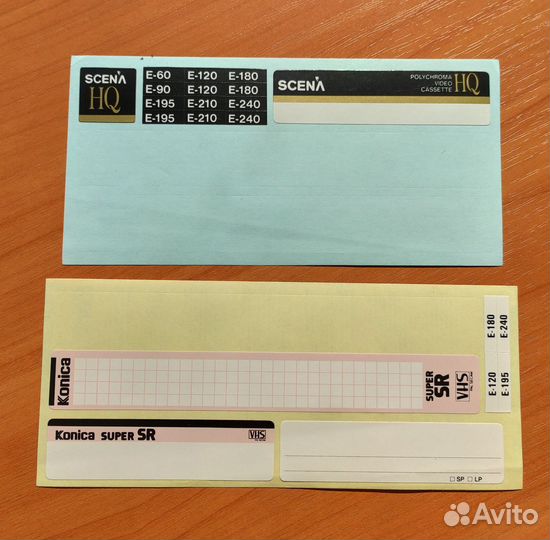 SCENA HQ
E-60 E-120 E-180
E-90 E-120 E-180
E-195 E-210 E-240
E-195 E-210 E-240
SCENA
POLYCHROMA
VIDEO
CASSETTE
HQ
E-180
E-240
E-120
E-195
Konica
SUPER
SR
VHS
Konica SUPER SR
VHS
SP LP
Avito